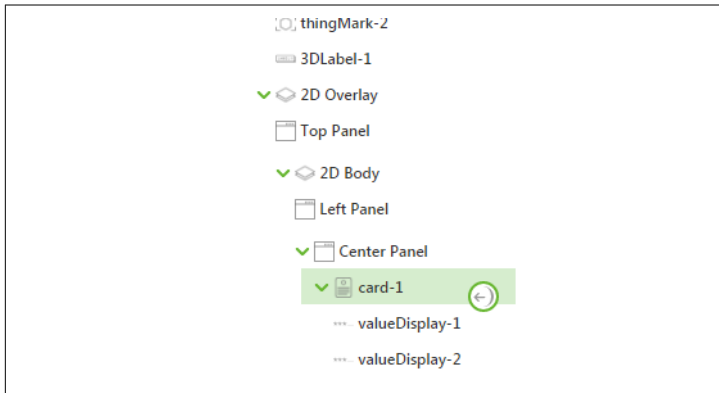 thingMark-2
3DLabel-1
2D Overlay
Top Panel
2D Body
Left Panel
Center Panel
card-1
valueDisplay-1
valueDisplay-2